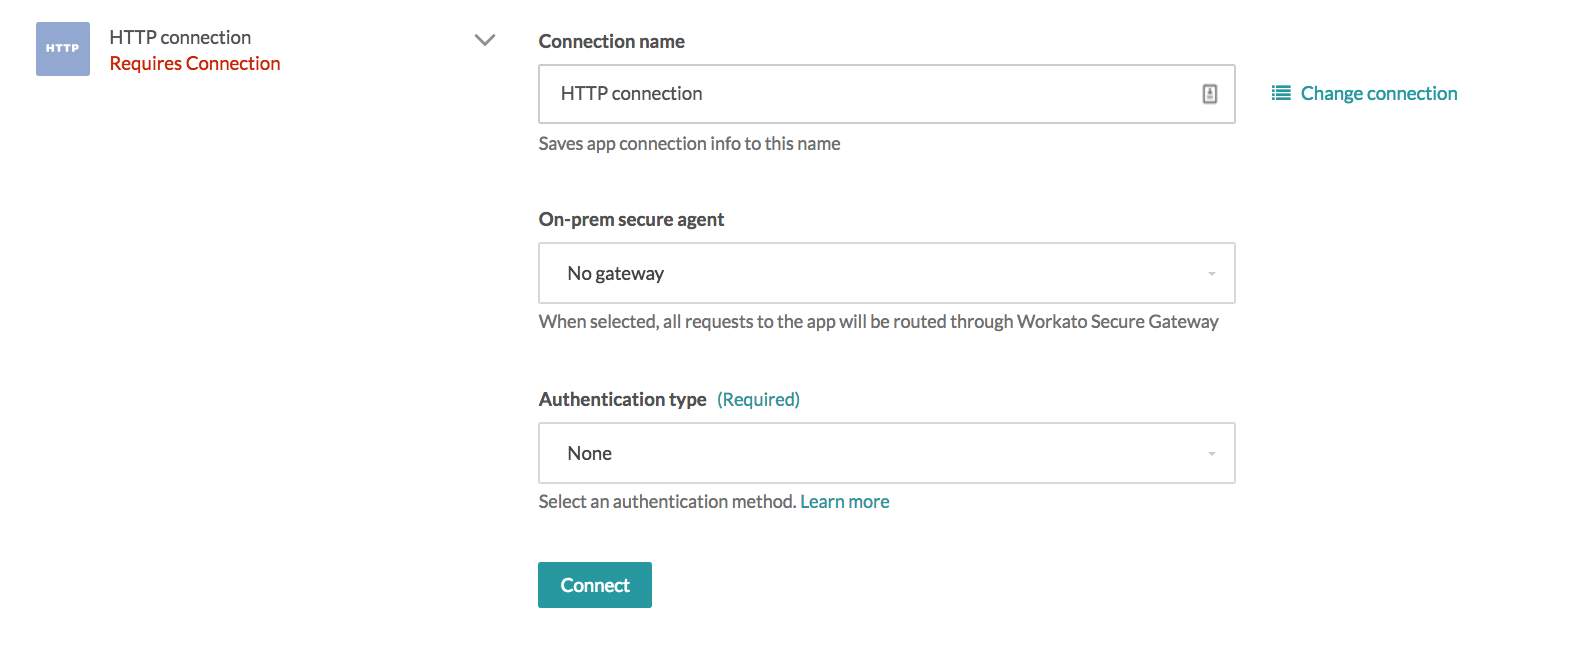 HTTP
HTTP connection
Requires Connection
Connection name
HTTP connection
Change connection
Saves app connection info to this name
On-prem secure agent
No gateway
When selected, all requests to the app will be routed through Workato Secure Gateway
Authentication type (Required)
None
Select an authentication method. Learn more
Connect